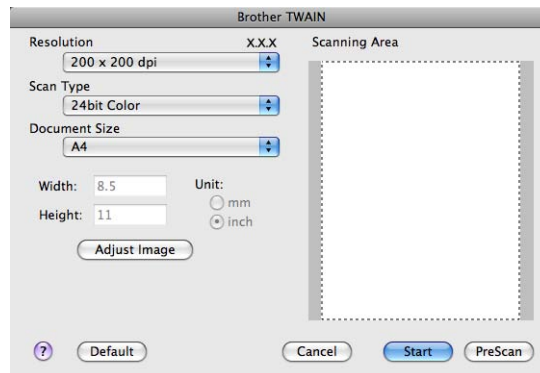 Brother TWAIN
Resolution X.X.X Scanning Area
200 x 200 dpi
Scan Type
24bit Color
Document Size
A4
Width: 8.5 Unit:
mm
Height: 11
inch
Adjust Image
? Default Cancel Start PreScan